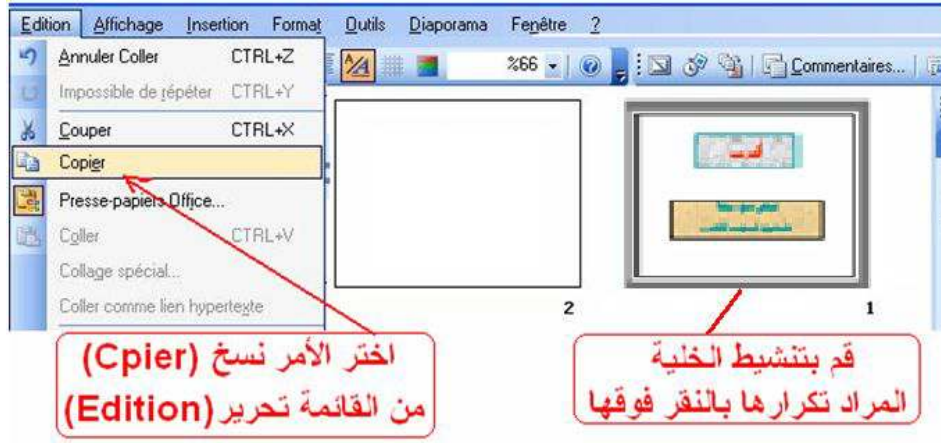 Edition Affichage Insertion Format Outils Diaporama Fenêtre ?
Annuler Coller CTRL+Z
%66
Commentaires...
Impossible de répéter CTRL+Y
Couper CTRL+X
Copier
Presse-papiers Office...
Coller CTRL+V
Collage spécial...
Coller comme lien hypertexte
2
1
اختر الأمر نسخ (Cpier)
من القائمة تحرير (Edition)
قم بتنشيط الخلية
المراد تكرارها بالنقر فوقها